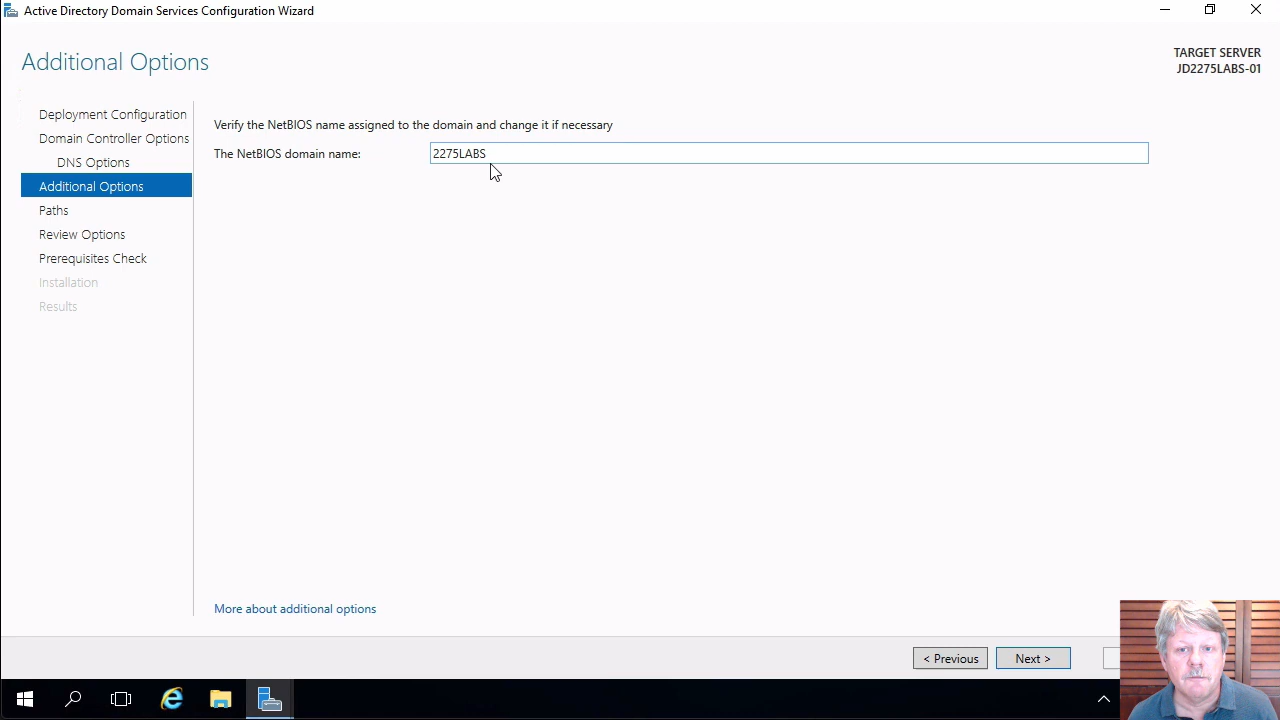 Active Directory Domain Services Configuration Wizard
Additional Options
TARGET SERVER
JD2275LABS-01
Deployment Configuration
Domain Controller Options
DNS Options
Additional Options
Paths
Review Options
Prerequisites Check
Installation
Results
Verify the NetBIOS name assigned to the domain and change it if necessary
The NetBIOS domain name:
2275LABS
More about additional options
< Previous
Next >